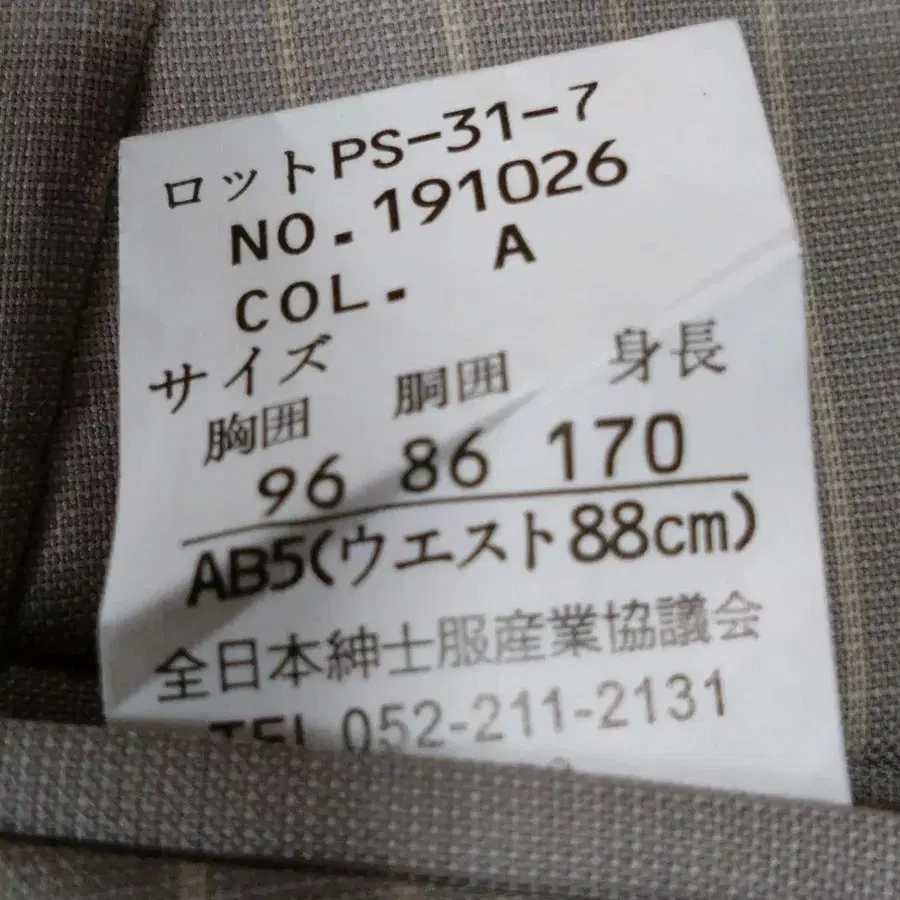 ロットPS-31-7
NO.191026
COL. A
サイズ
胸囲 胴囲 身長
96 86 170
AB5(ウエスト88cm)
全日本紳士服産業協議会
TEL 052-211-2131